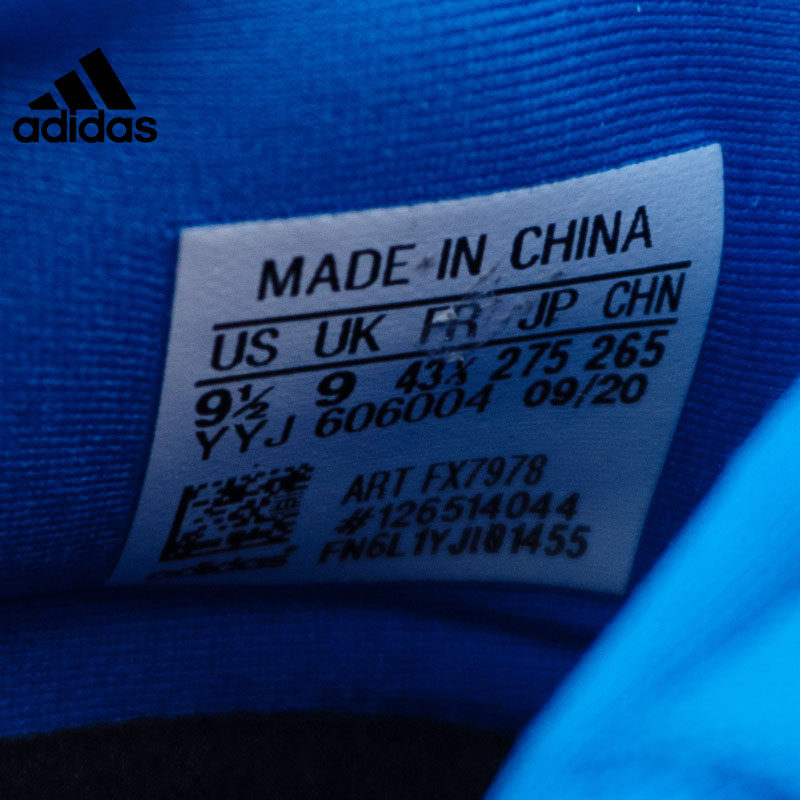 adidas
MADE IN CHINA
US UK FR JP CHN
9½ 9 43⅓ 275 265
YYJ 606004 09/20
ART FX7978
#126514044
adidas